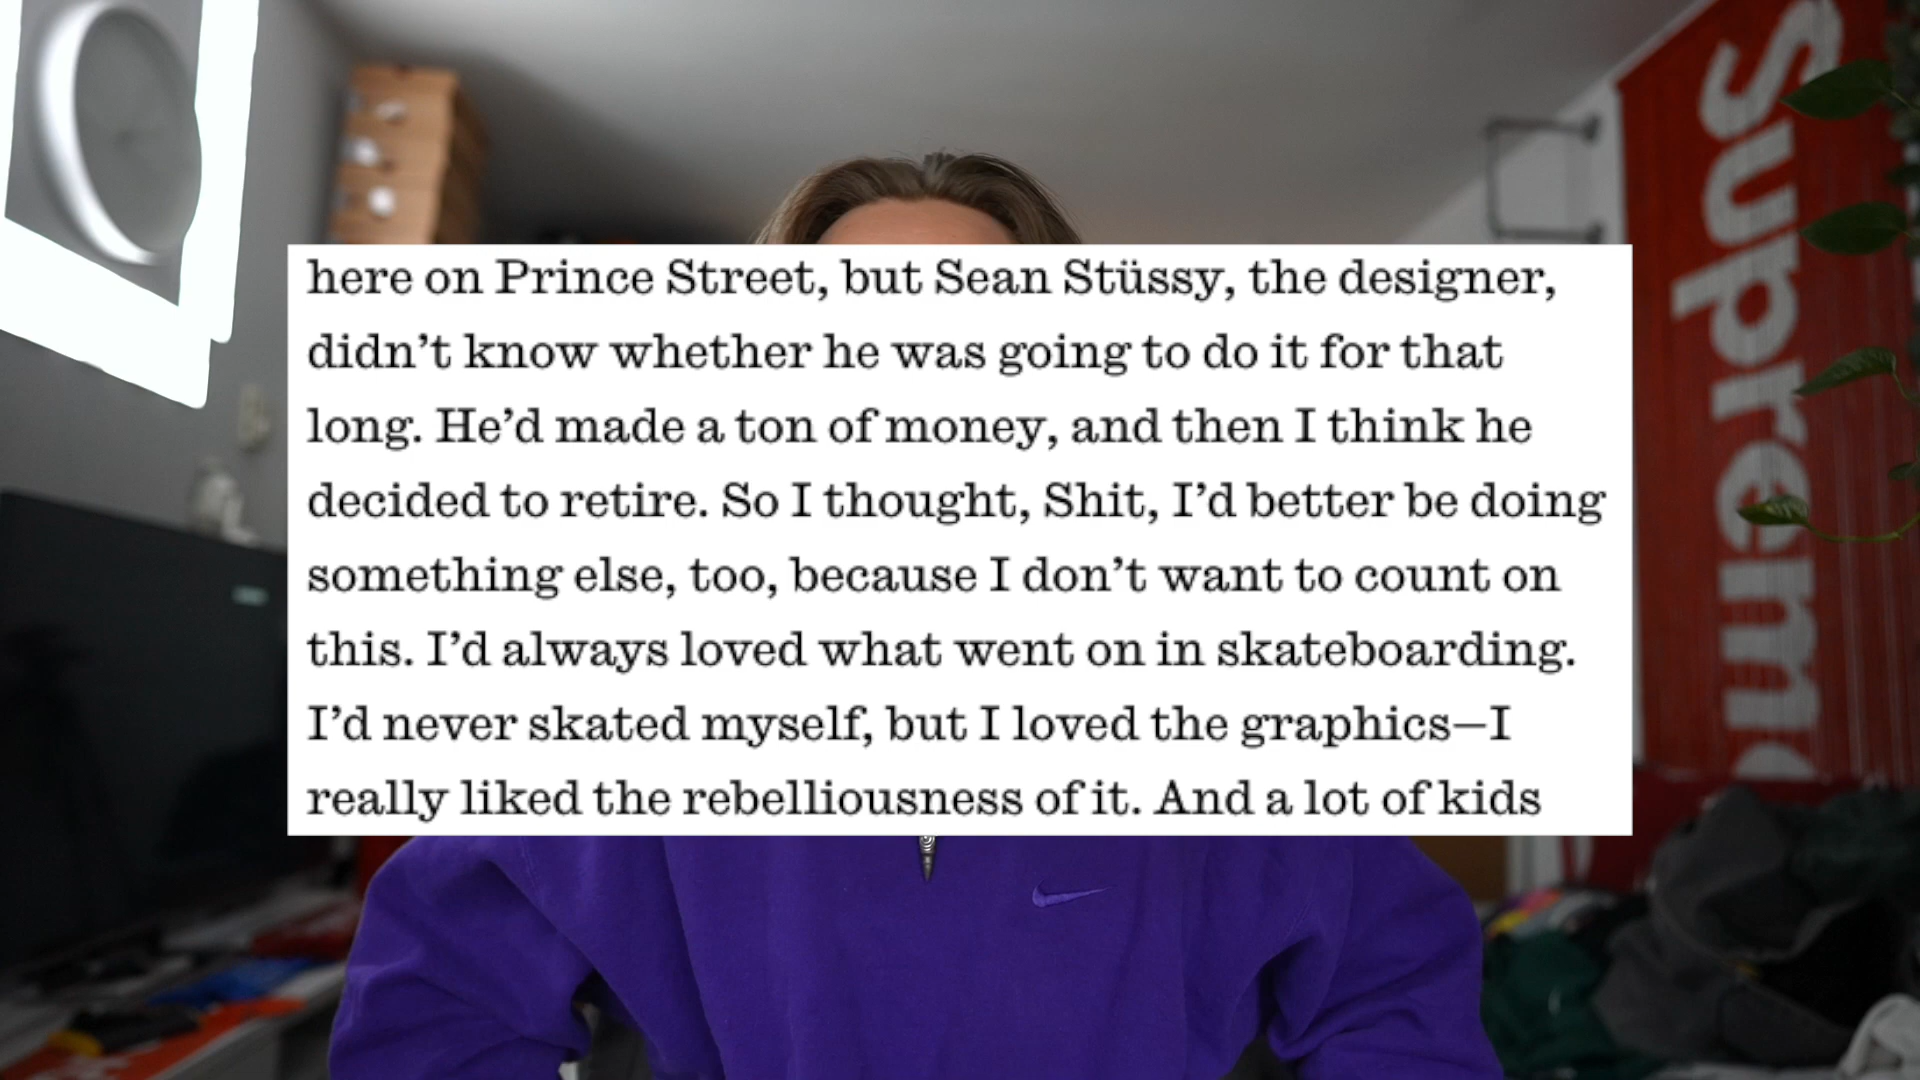 here on Prince Street, but Sean Stüssy, the designer,
didn’t know whether he was going to do it for that
long. He’d made a ton of money, and then I think he
decided to retire. So I thought, Shit, I’d better be doing
something else, too, because I don’t want to count on
this. I’d always loved what went on in skateboarding.
I’d never skated myself, but I loved the graphics—I
really liked the rebelliousness of it. And a lot of kids
Supreme